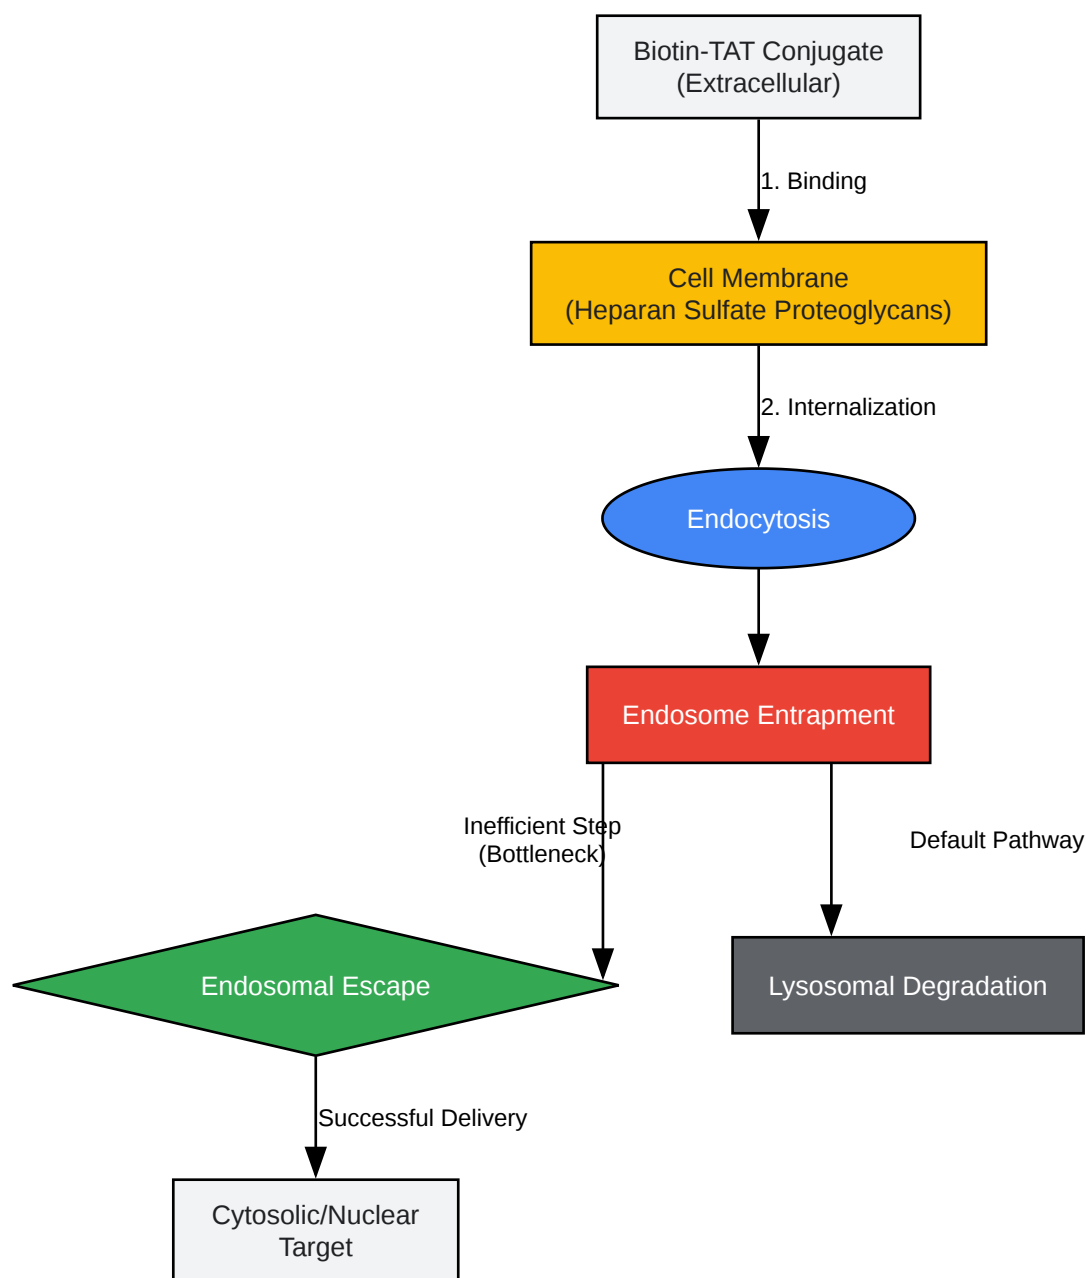 Biotin-TAT Conjugate
(Extracellular)
1. Binding
Cell Membrane
(Heparan Sulfate Proteoglycans)
2. Internalization
Endocytosis
Endosome Entrapment
Inefficient Step
(Bottleneck)
Default Pathway
Endosomal Escape
Lysosomal Degradation
Successful Delivery
Cytosolic/Nuclear
Target